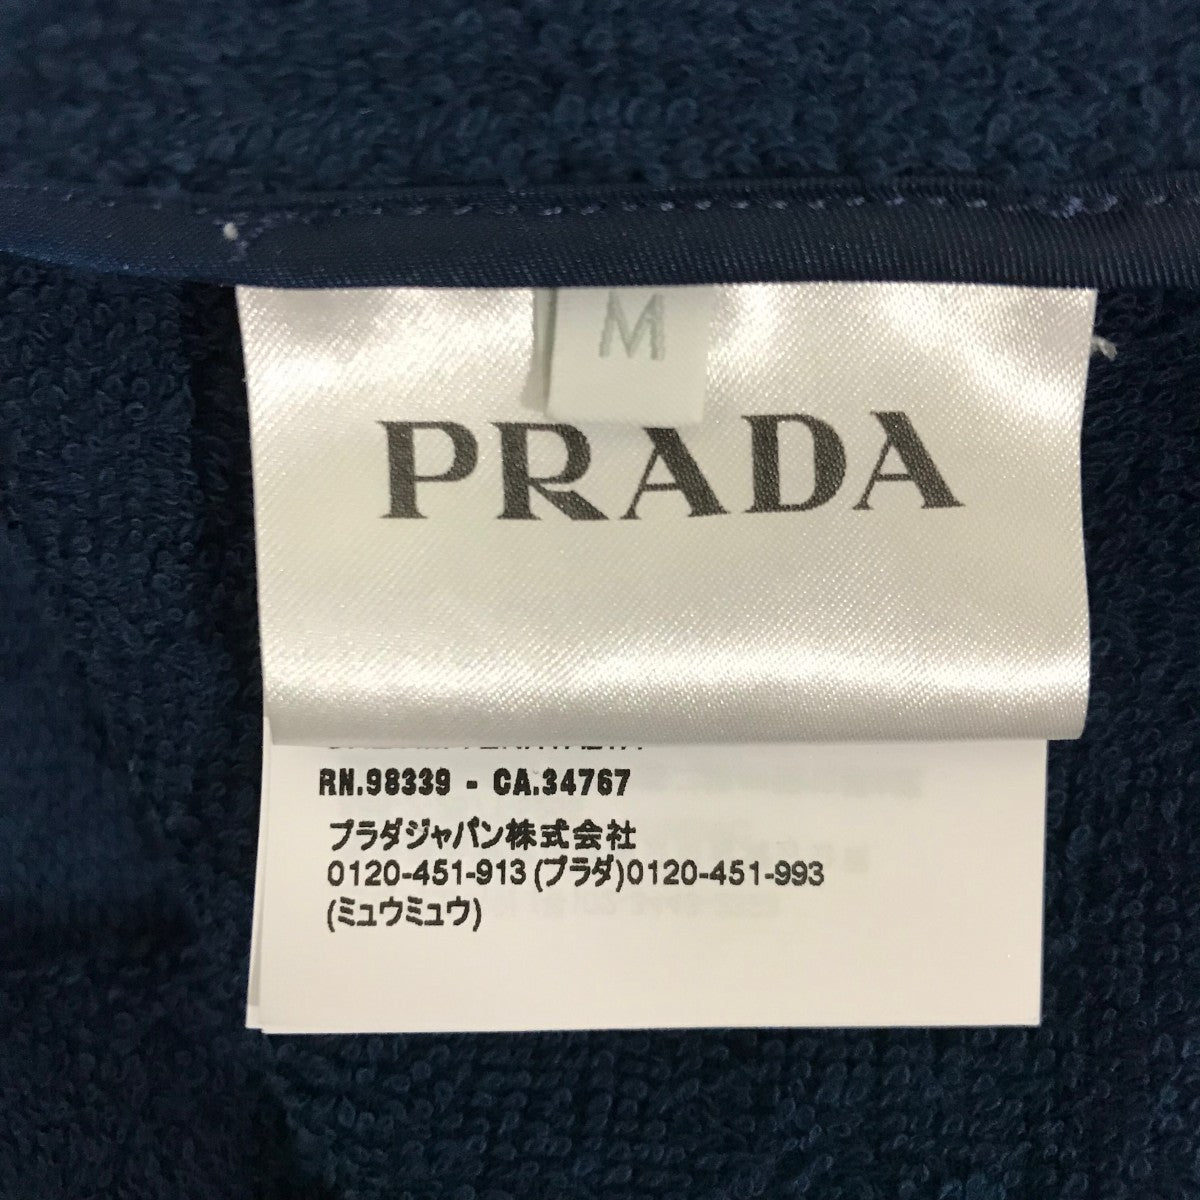 M
PRADA
RN.98339 - CA.34767
プラダジャパン株式会社
0120-451-913 (プラダ)0120-451-993
(ミュウミュウ)